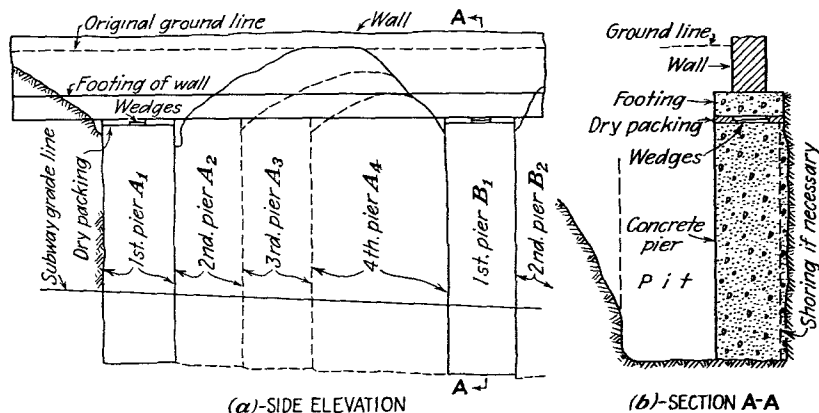 Original ground line
Wall
A
Footing of wall
Wedges
Subway grade line
Dry packing
1st. pier A1
2nd. pier A2
3rd. pier A3
4th. pier A4
1st. pier B1
2nd. pier B2
A
(a)-SIDE ELEVATION
Ground line
Wall
Footing
Dry packing
Wedges
Concrete
pier
Pit
Shoring if necessary
(b)-SECTION A-A